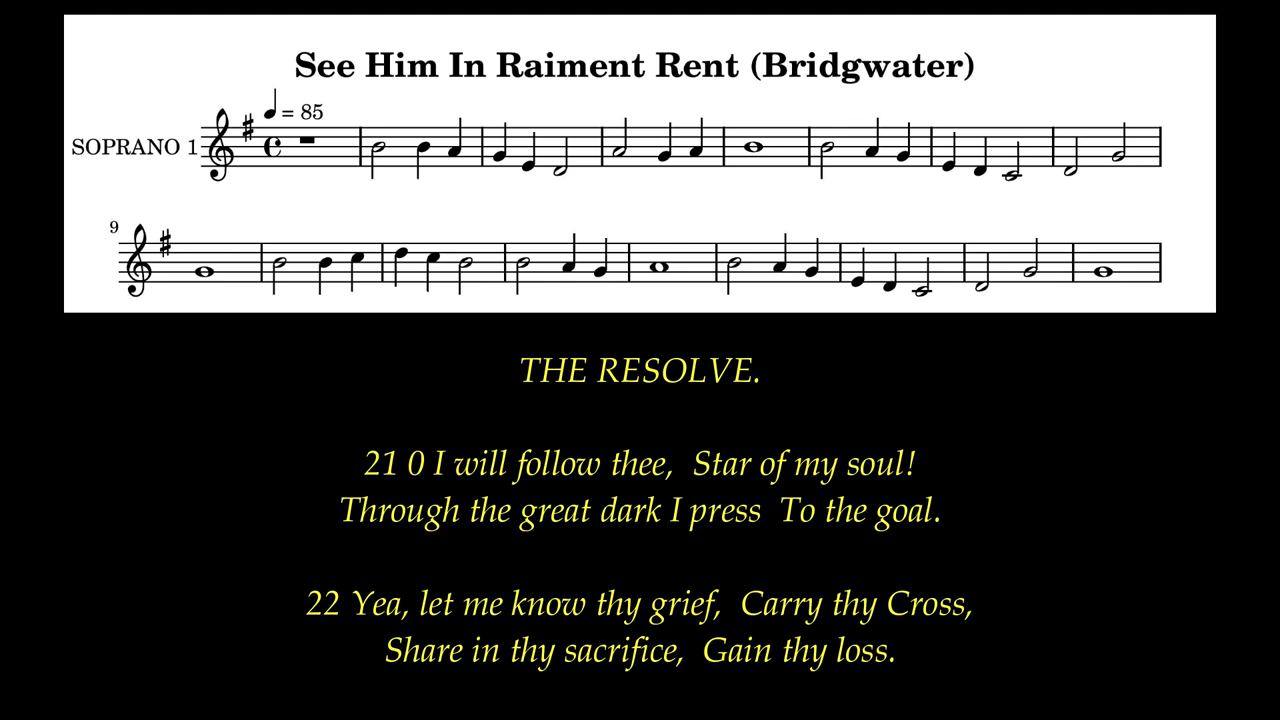 See Him In Raiment Rent (Bridgwater)
= 85
SOPRANO 1
9
THE RESOLVE.
21 0 I will follow thee, Star of my soul!
Through the great dark I press To the goal.
22 Yea, let me know thy grief, Carry thy Cross,
Share in thy sacrifice, Gain thy loss.